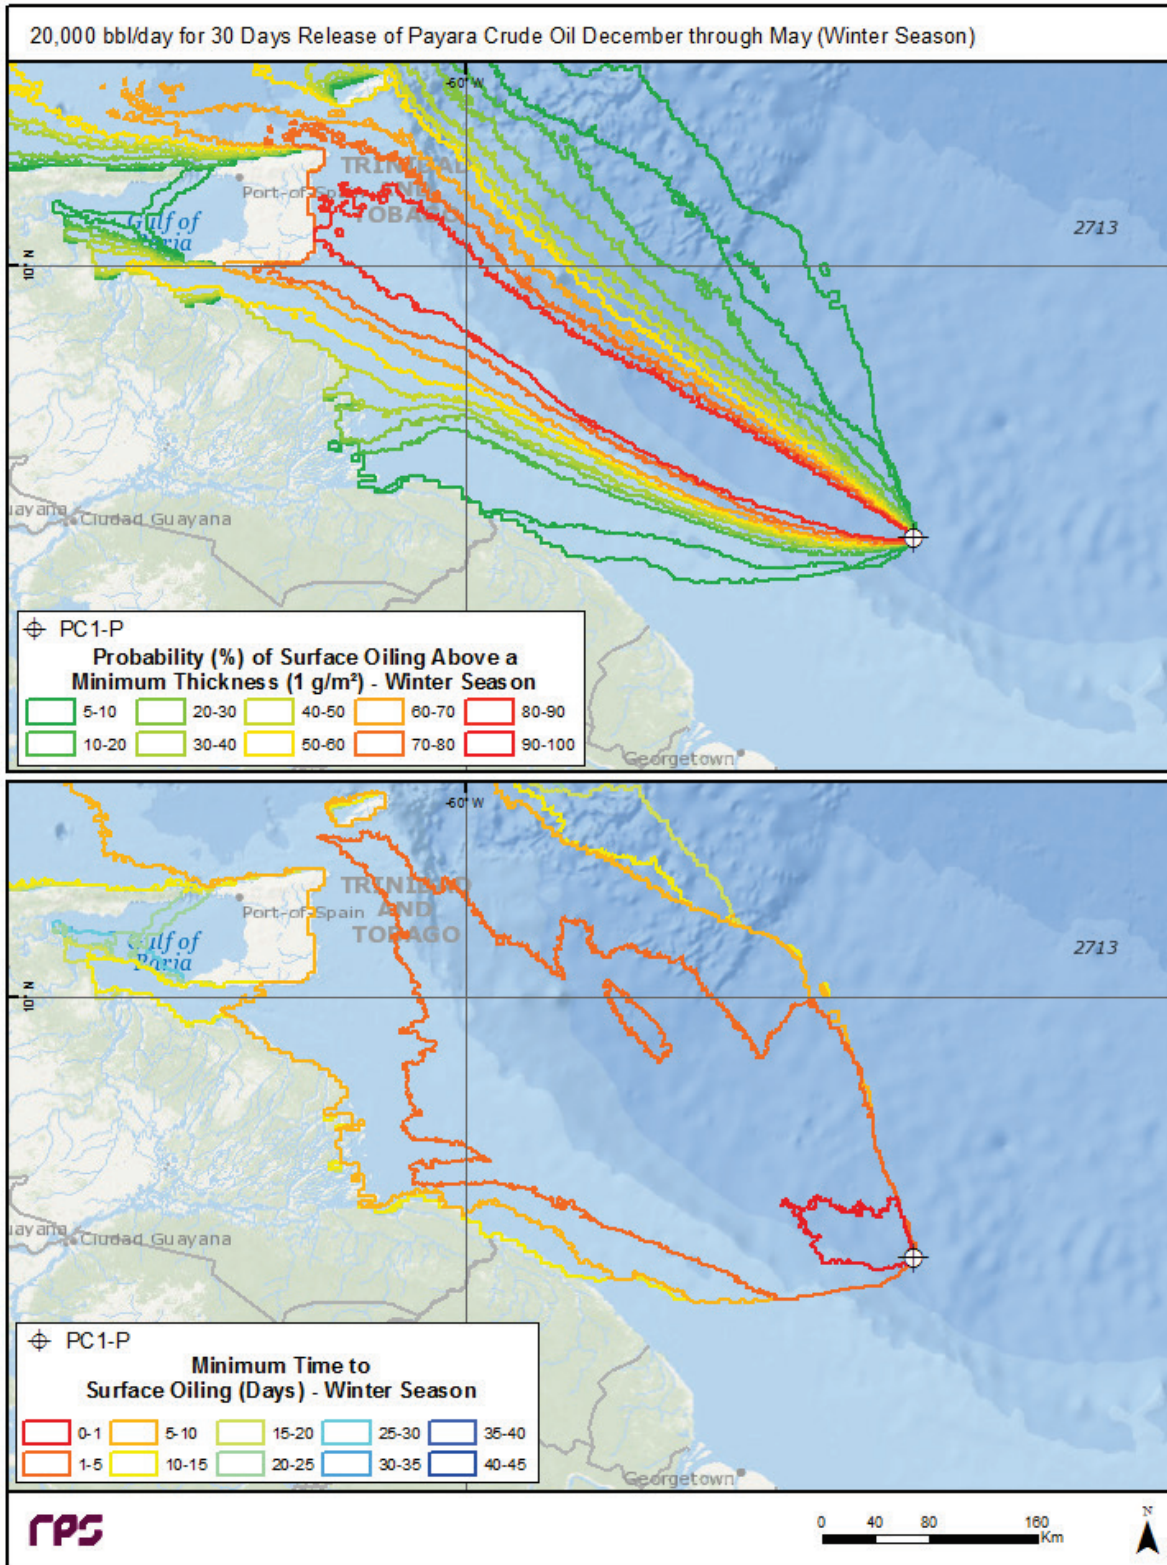 20,000 bbl/day for 30 Days Release of Payara Crude Oil December through May (Winter Season)
-60° W
TRINIDAD
AND
TOBAGO
Port-of-Sp
Gulf of
Paria
2713
10° N
uayana
Ciudad Guayana
Georgetown
PC1-P
Probability (%) of Surface Oiling Above a
Minimum Thickness (1 g/m²) - Winter Season
5-10 20-30 40-50 60-70 80-90
10-20 30-40 50-60 70-80 90-100
-60° W
TRINIDAD
AND
TOBAGO
Port-of-Spain
Gulf of
Paria
2713
10° N
uayana
Ciudad Guayana
Georgetown
PC1-P
Minimum Time to
Surface Oiling (Days) - Winter Season
0-1 5-10 15-20 25-30 35-40
1-5 10-15 20-25 30-35 40-45
rps
0 40 80 160
Km
N